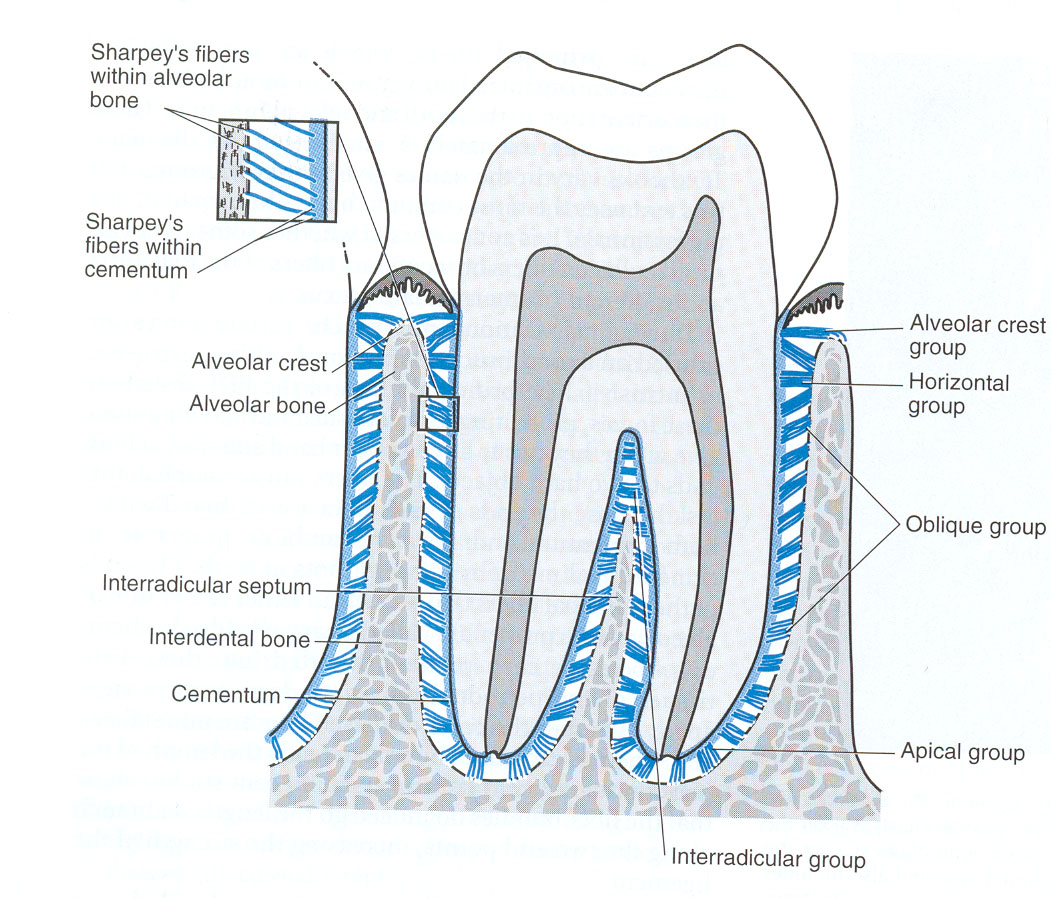 Sharpey's fibers
within alveolar
bone
Sharpey's
fibers within
cementum
Alveolar crest
Alveolar bone
Interradicular septum
Interdental bone
Cementum
Alveolar crest
group
Horizontal
group
Oblique group
Apical group
Interradicular group